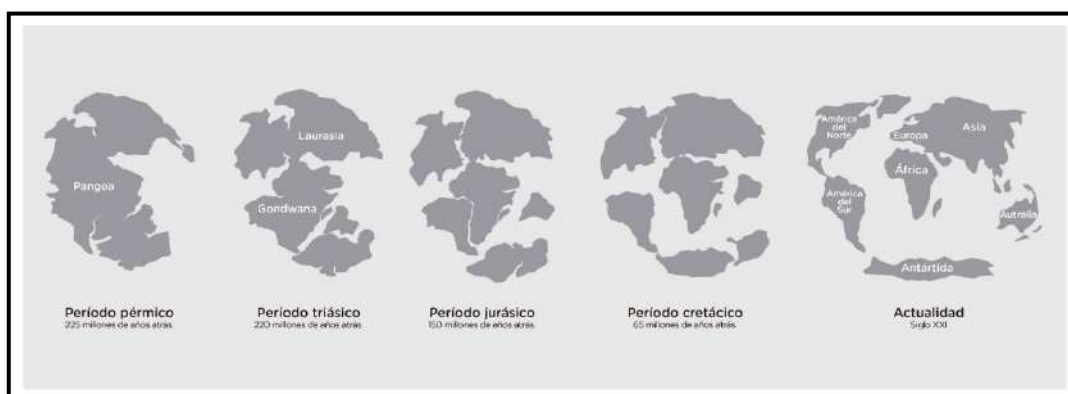 Pangoa
Laurasia
Gondwana
América
del
Norte
Europa
Asia
África
América
del
Sur
Autralia
Antártida
Período pérmico
225 millones de años atrás.
Período triásico
220 millones de años atrás.
Período jurásico
150 millones de años atrás.
Período cretácico
65 millones de años atrás.
Actualidad
Siglo XXI